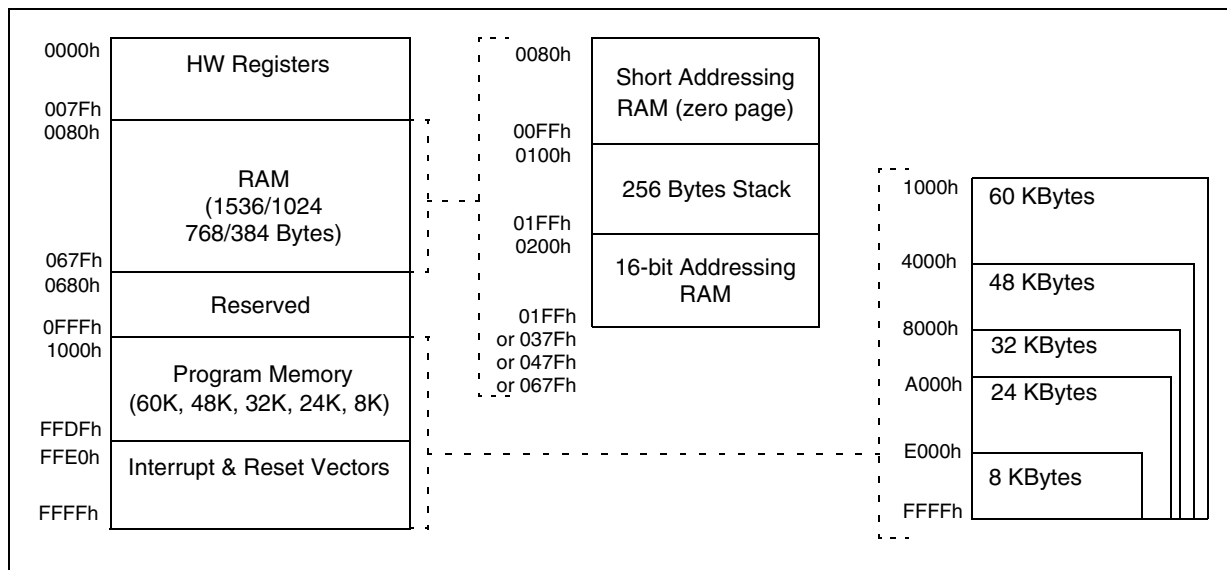 0000h
HW Registers
007Fh
0080h
RAM
(1536/1024
768/384 Bytes)
067Fh
0680h
Reserved
0FFFh
1000h
Program Memory
(60K, 48K, 32K, 24K, 8K)
FFDFh
FFE0h
Interrupt & Reset Vectors
FFFFh
0080h
Short Addressing
RAM (zero page)
00FFh
0100h
256 Bytes Stack
01FFh
0200h
16-bit Addressing
RAM
01FFh
or 037Fh
or 047Fh
or 067Fh
1000h
60 KBytes
4000h
48 KBytes
8000h
32 KBytes
A000h
24 KBytes
E000h
8 KBytes
FFFFh